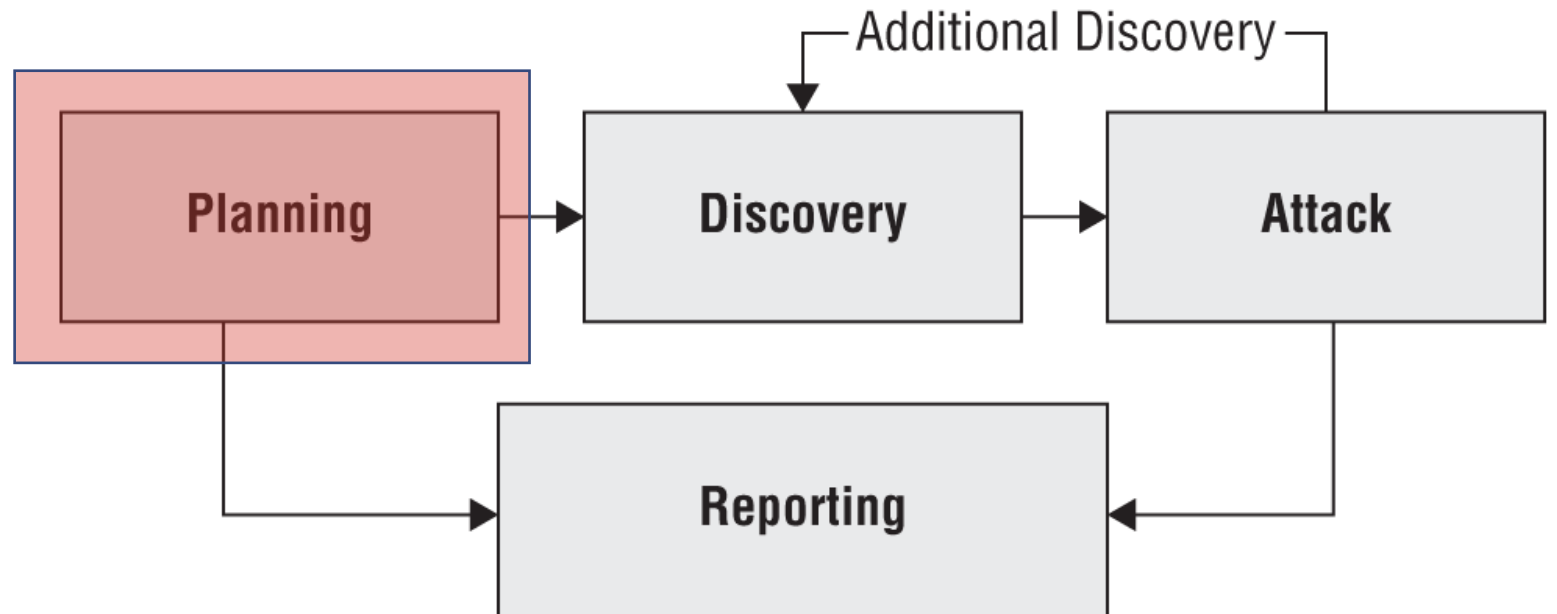 Additional Discovery
Planning
Discovery
Attack
Reporting